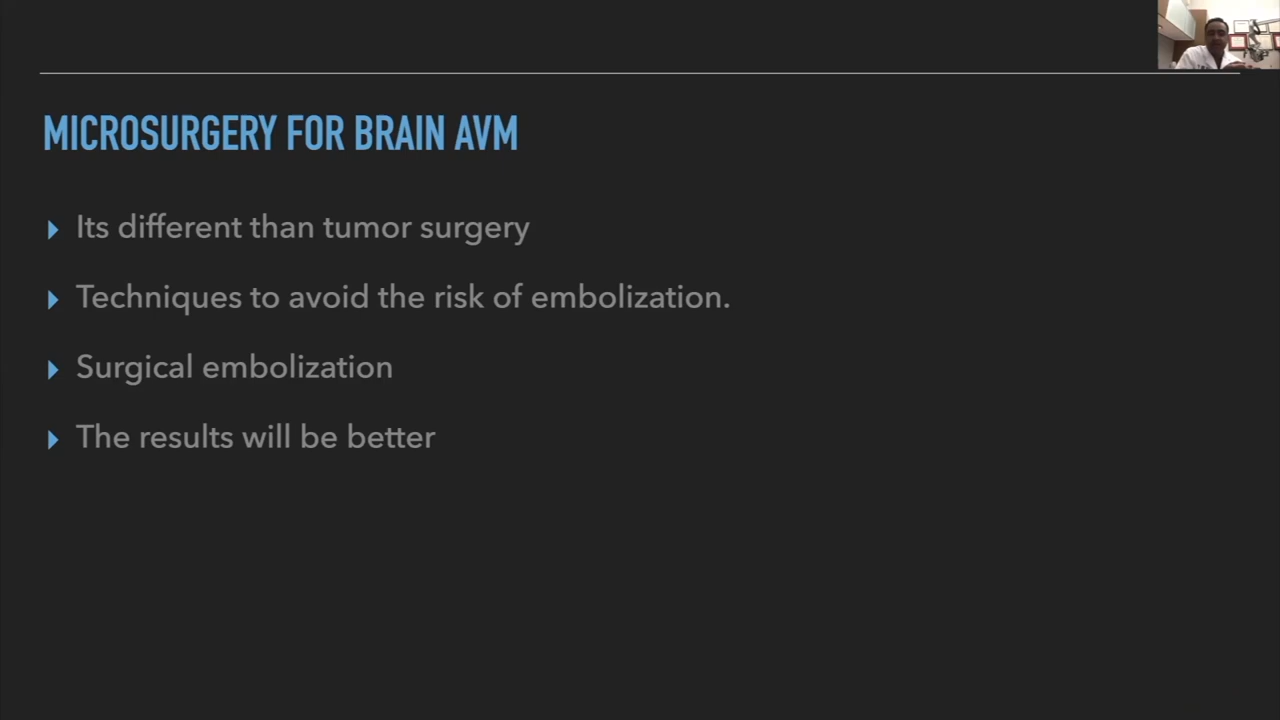 MICROSURGERY FOR BRAIN AVM
Its different than tumor surgery
Techniques to avoid the risk of embolization.
Surgical embolization
The results will be better